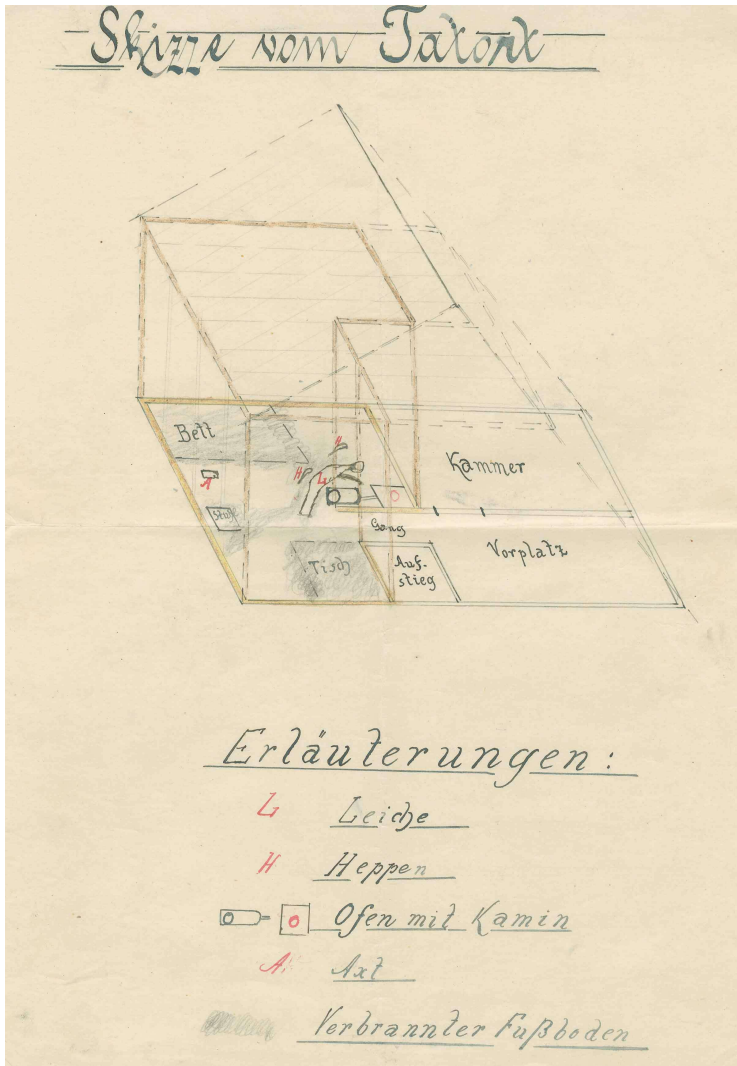 Skizze vom Tatort
Bett
H
H
L
A
Stuhl
Kammer
Gang
Vorplatz
Tisch
Auf-
stieg
Erläuterungen:
L Leiche
H Heppen
Ofen mit Kamin
A: Axt
Verbrannter Fußboden